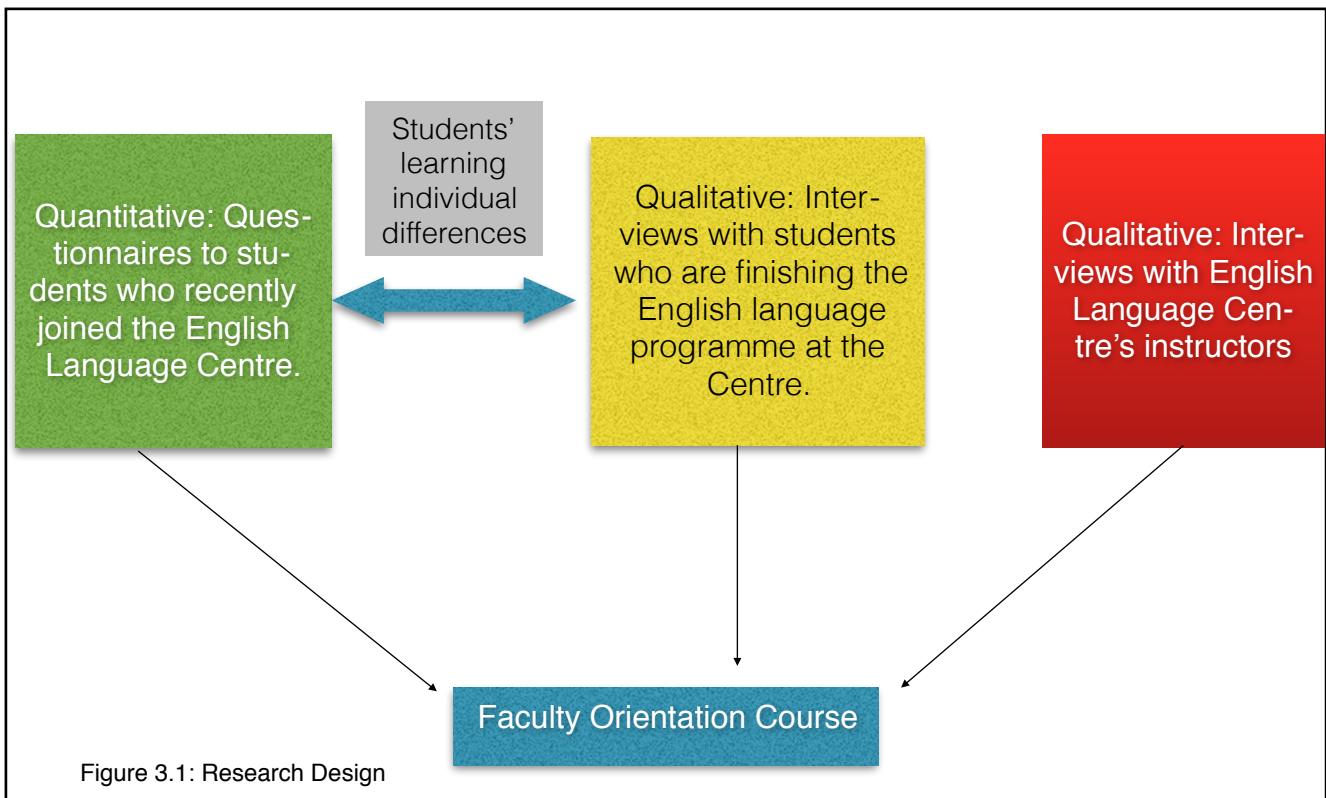 Students’
learning
individual
differences
Quantitative: Ques-
tionnaires to stu-
dents who recently
joined the English
Language Centre.
Qualitative: Inter-
views with students
who are finishing the
English language
programme at the
Centre.
Qualitative: Inter-
views with English
Language Cen-
tre’s instructors
Faculty Orientation Course
Figure 3.1: Research Design